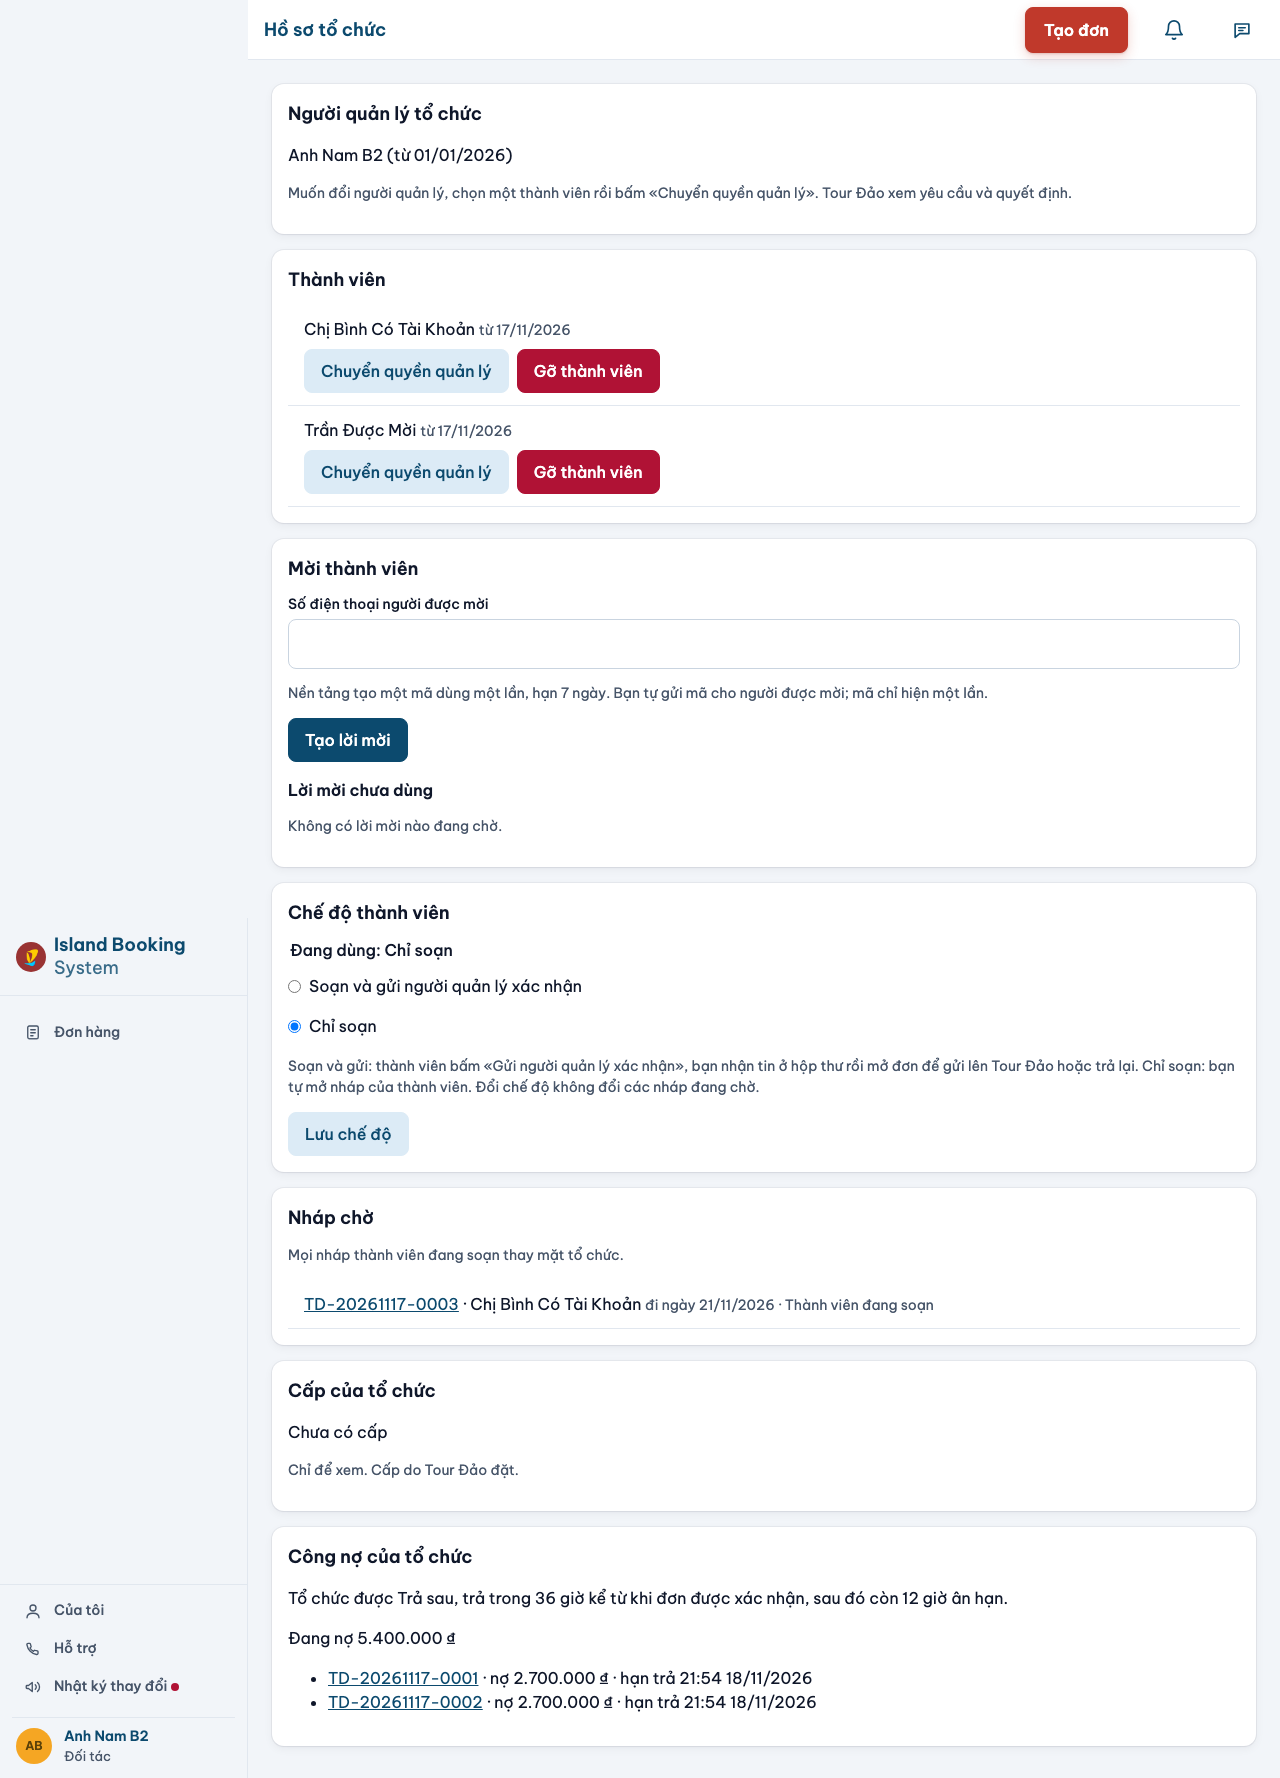 Hồ sơ tổ chức
Tạo đơn
Người quản lý tổ chức
Anh Nam B2 (từ 01/01/2026)
Muốn đổi người quản lý, chọn một thành viên rồi bấm «Chuyển quyền quản lý». Tour Đảo xem yêu cầu và quyết định.
Thành viên
Chị Bình Có Tài Khoản từ 17/11/2026
Chuyển quyền quản lý
Gỡ thành viên
Trần Được Mời từ 17/11/2026
Chuyển quyền quản lý
Gỡ thành viên
Mời thành viên
Số điện thoại người được mời
Nền tảng tạo một mã dùng một lần, hạn 7 ngày. Bạn tự gửi mã cho người được mời; mã chỉ hiện một lần.
Tạo lời mời
Lời mời chưa dùng
Không có lời mời nào đang chờ.
Chế độ thành viên
Đang dùng: Chỉ soạn
Soạn và gửi người quản lý xác nhận
Chỉ soạn
Soạn và gửi: thành viên bấm «Gửi người quản lý xác nhận», bạn nhận tin ở hộp thư rồi mở đơn để gửi lên Tour Đảo hoặc trả lại. Chỉ soạn: bạn
tự mở nháp của thành viên. Đổi chế độ không đổi các nháp đang chờ.
Lưu chế độ
Nháp chờ
Mọi nháp thành viên đang soạn thay mặt tổ chức.
TD-20261117-0003 · Chị Bình Có Tài Khoản đi ngày 21/11/2026 · Thành viên đang soạn
Cấp của tổ chức
Chưa có cấp
Chỉ để xem. Cấp do Tour Đảo đặt.
Công nợ của tổ chức
Tổ chức được Trả sau, trả trong 36 giờ kể từ khi đơn được xác nhận, sau đó còn 12 giờ ân hạn.
Đang nợ 5.400.000 ₫
TD-20261117-0001 · nợ 2.700.000 ₫ · hạn trả 21:54 18/11/2026
TD-20261117-0002 · nợ 2.700.000 ₫ · hạn trả 21:54 18/11/2026
Island Booking
System
Đơn hàng
Của tôi
Hỗ trợ
Nhật ký thay đổi
AB
Anh Nam B2
Đối tác